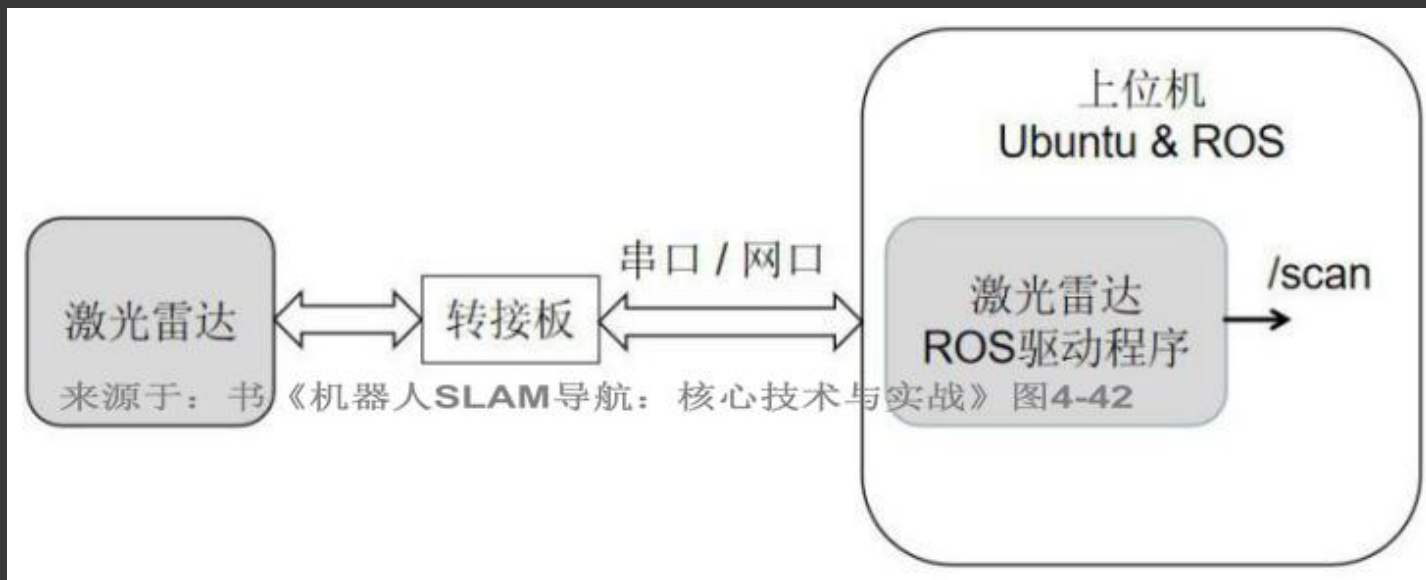 上位机
Ubuntu & ROS
激光雷达
转接板
串口 / 网口
激光雷达
ROS驱动程序
/scan
来源于：书《机器人SLAM导航：核心技术与实战》图4-42